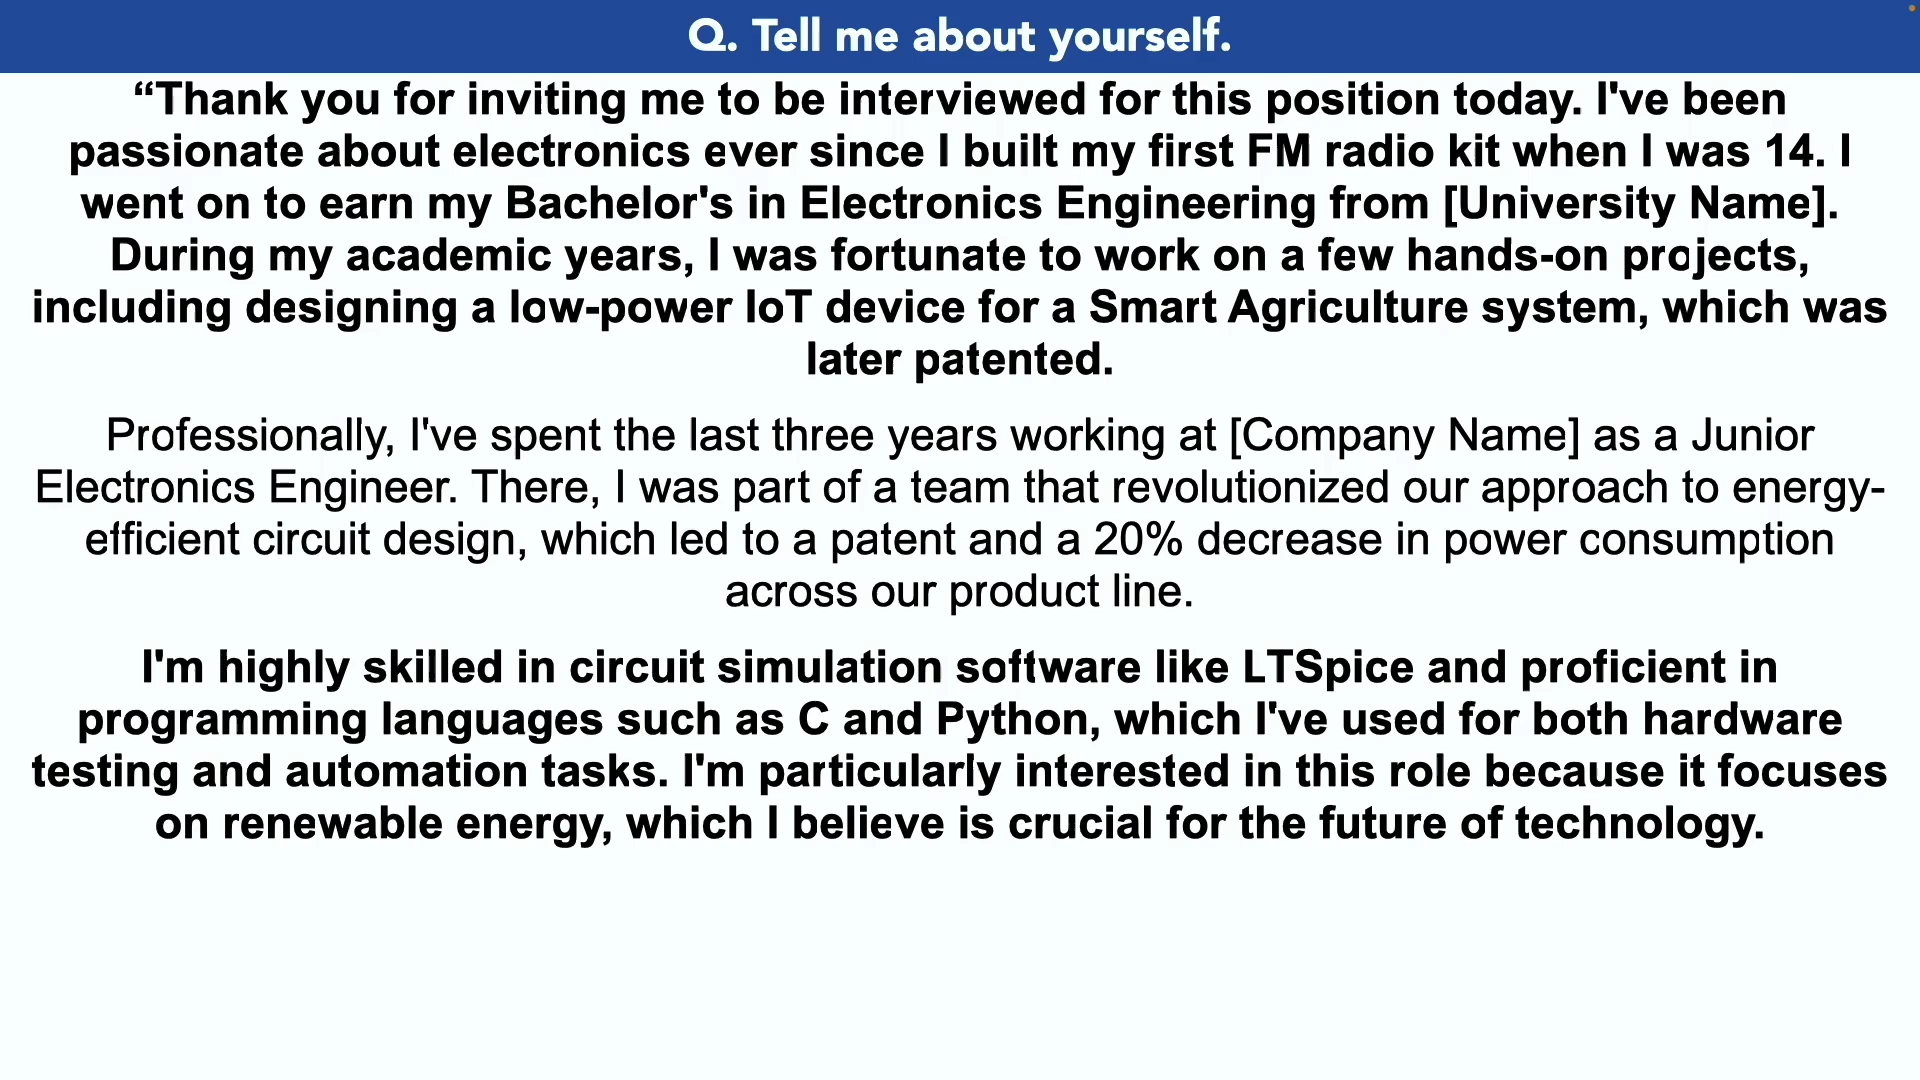 Q. Tell me about yourself.
“Thank you for inviting me to be interviewed for this position today. I've been
passionate about electronics ever since I built my first FM radio kit when I was 14. I
went on to earn my Bachelor's in Electronics Engineering from [University Name].
During my academic years, I was fortunate to work on a few hands-on projects,
including designing a low-power IoT device for a Smart Agriculture system, which was
later patented.
Professionally, I've spent the last three years working at [Company Name] as a Junior
Electronics Engineer. There, I was part of a team that revolutionized our approach to energy-
efficient circuit design, which led to a patent and a 20% decrease in power consumption
across our product line.
I'm highly skilled in circuit simulation software like LTSpice and proficient in
programming languages such as C and Python, which I've used for both hardware
testing and automation tasks. I'm particularly interested in this role because it focuses
on renewable energy, which I believe is crucial for the future of technology.